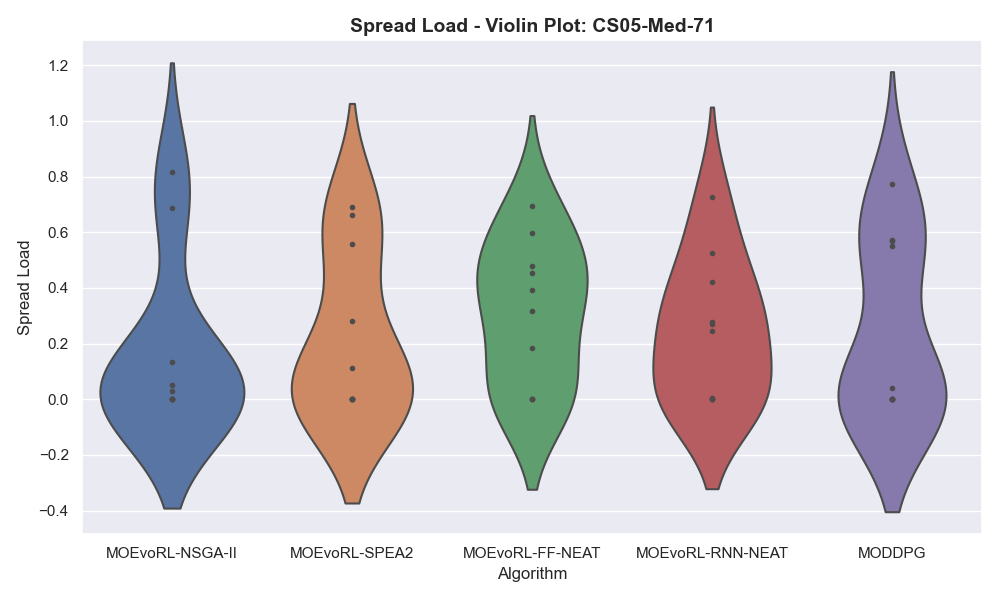 Spread Load - Violin Plot: CS05-Med-71
1.2
1.0
0.8
0.6
0.4
0.2
0.0
−0.2
−0.4
Spread Load
MOEvoRL-NSGA-II MOEvoRL-SPEA2 MOEvoRL-FF-NEAT MOEvoRL-RNN-NEAT MODDPG
Algorithm